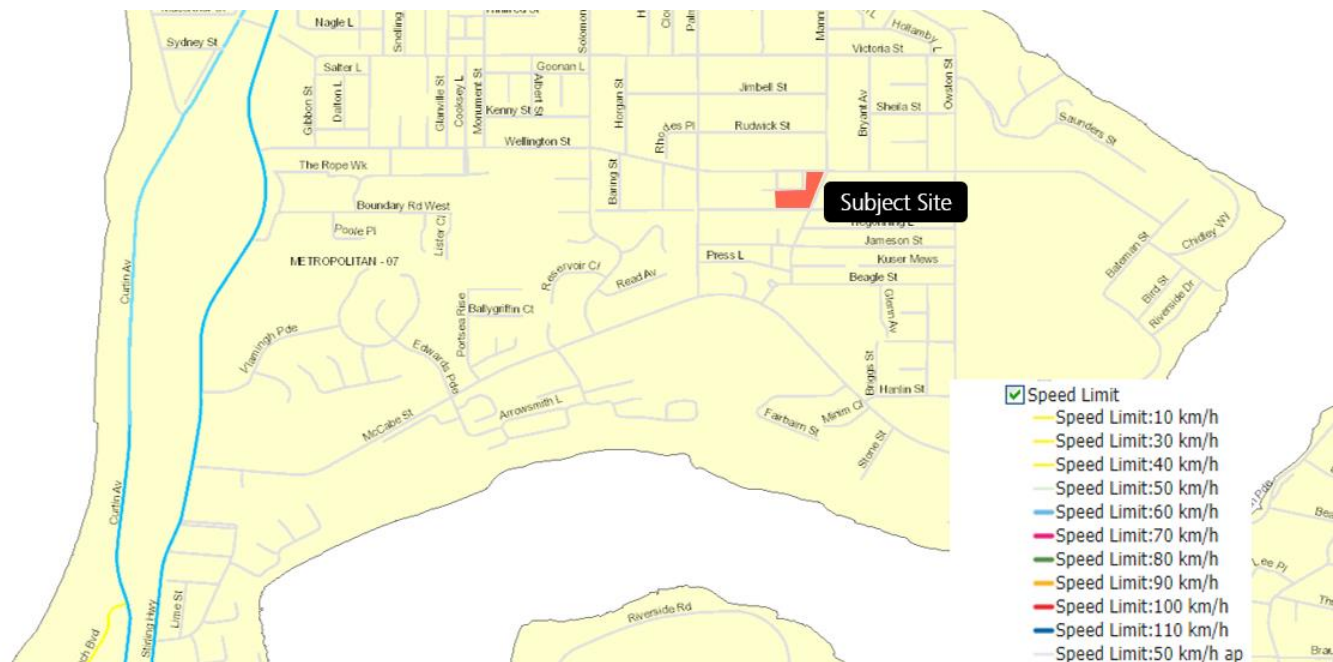 Nagle L
Sydney St
Salter L
Goonan L
Gibbon St
Dalton L
Glanville St
Cooksey L
Monument St
Albert St
Kenny St
Wellington St
Horgan St
Victoria St
Hollamby L
Owston St
Jimbell St
Bryant Av
Sheila St
Saunders St
Rudwick St
The Rope Wk
Baring St
Boundary Rd West
Poole Pl
Lister Cl
METROPOLITAN - 07
Subject Site
Jameson St
Kuser Mews
Press L
Beagle St
Reservoir Cl
Read Av
Bateman St
Chidley WY
Bird St
Riverside Dr
Glenn Av
Curtin Av
Portsea Rise
Ballygriffin Ct
Vlamingh Pde
Edwards Pde
Briggs St
Hanlin St
Arrowsmith L
McCabe St
Fairbairn St
Minim Cl
Stone St
Curtin Av
Stirling Hwy
Lime St
Riverside Rd
Speed Limit
Speed Limit:10 km/h
Speed Limit:30 km/h
Speed Limit:40 km/h
Speed Limit:50 km/h
Speed Limit:60 km/h
Speed Limit:70 km/h
Speed Limit:80 km/h
Speed Limit:90 km/h
Speed Limit:100 km/h
Speed Limit:110 km/h
Speed Limit:50 km/h ap